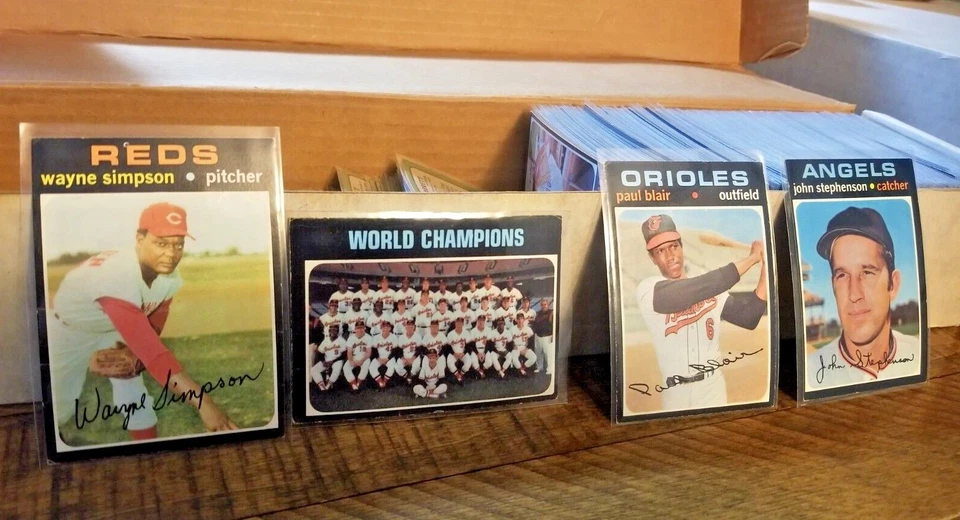 REDS
wayne simpson • pitcher
Wayne Simpson
WORLD CHAMPIONS
ORIOLES
paul blair • outfield
6
Paul Blair
ANGELS
john stephenson • catcher
John Stephenson